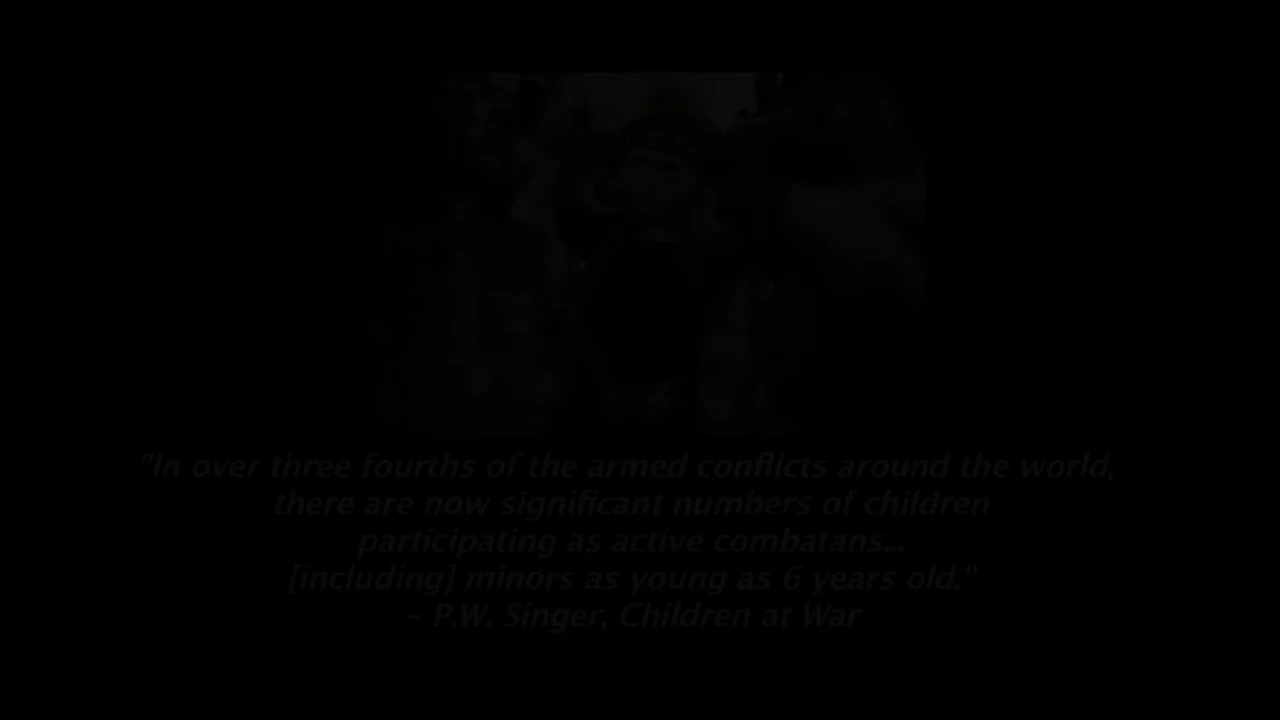 "In over three fourths of the armed conflicts around the world,
there are now significant numbers of children
participating as active combatans...
[including] minors as young as 6 years old."
- P.W. Singer, Children at War